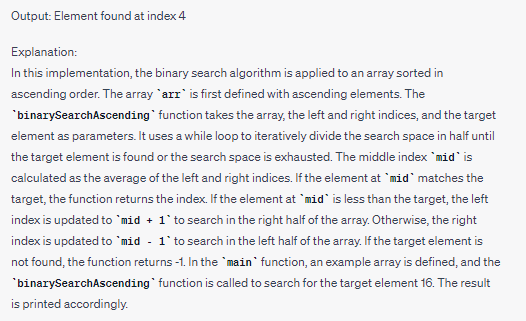 Output: Element found at index 4
Explanation:
In this implementation, the binary search algorithm is applied to an array sorted in
ascending order. The array `arr` is first defined with ascending elements. The
`binarySearchAscending` function takes the array, the left and right indices, and the target
element as parameters. It uses a while loop to iteratively divide the search space in half until
the target element is found or the search space is exhausted. The middle index `mid` is
calculated as the average of the left and right indices. If the element at `mid` matches the
target, the function returns the index. If the element at `mid` is less than the target, the left
index is updated to `mid + 1` to search in the right half of the array. Otherwise, the right
index is updated to `mid - 1` to search in the left half of the array. If the target element is
not found, the function returns -1. In the `main` function, an example array is defined, and the
`binarySearchAscending` function is called to search for the target element 16. The result
is printed accordingly.